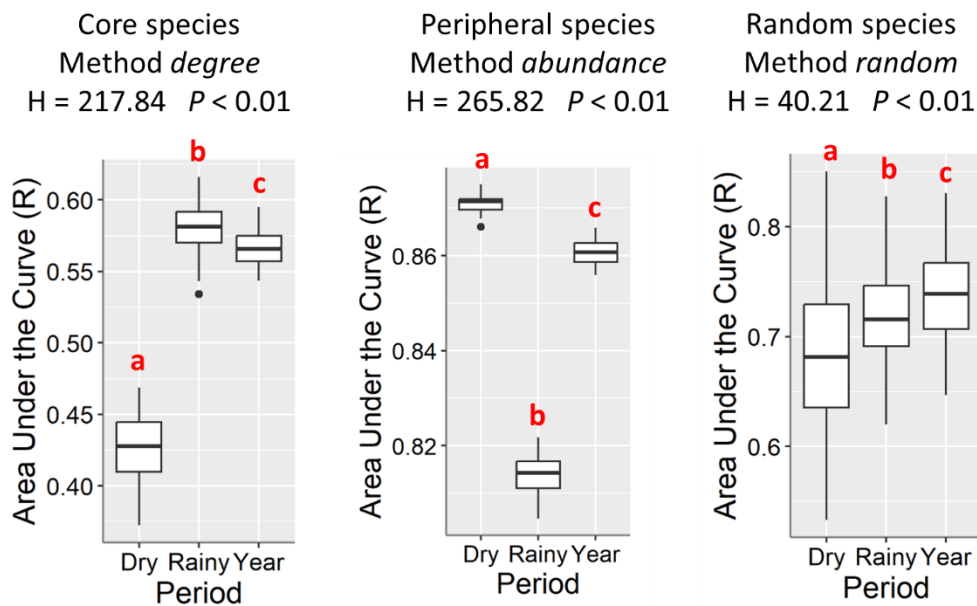 Core species
Method degree
H = 217.84 P < 0.01
Area Under the Curve (R)
0.60
0.55
0.50
0.45
0.40
a
b
c
Dry Rainy Year
Period
Peripheral species
Method abundance
H = 265.82 P < 0.01
Area Under the Curve (R)
0.86
0.84
0.82
a
b
c
Dry Rainy Year
Period
Random species
Method random
H = 40.21 P < 0.01
Area Under the Curve (R)
0.8
0.7
0.6
a
b
c
Dry Rainy Year
Period